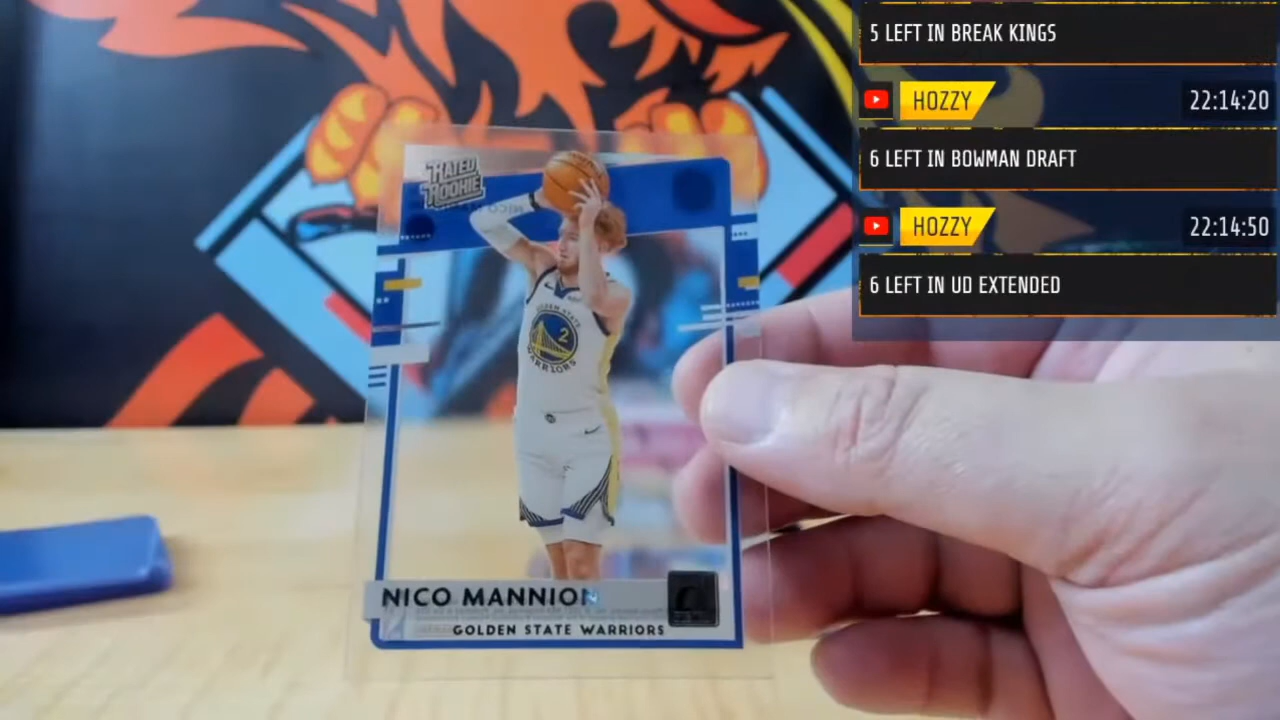 5 LEFT IN BREAK KINGS
HOZZY
22:14:20
6 LEFT IN BOWMAN DRAFT
HOZZY
22:14:50
6 LEFT IN UD EXTENDED
RATED
ROOKIE
GOLDEN STATE
2
WARRIORS
NICO MANNION
GOLDEN STATE WARRIORS